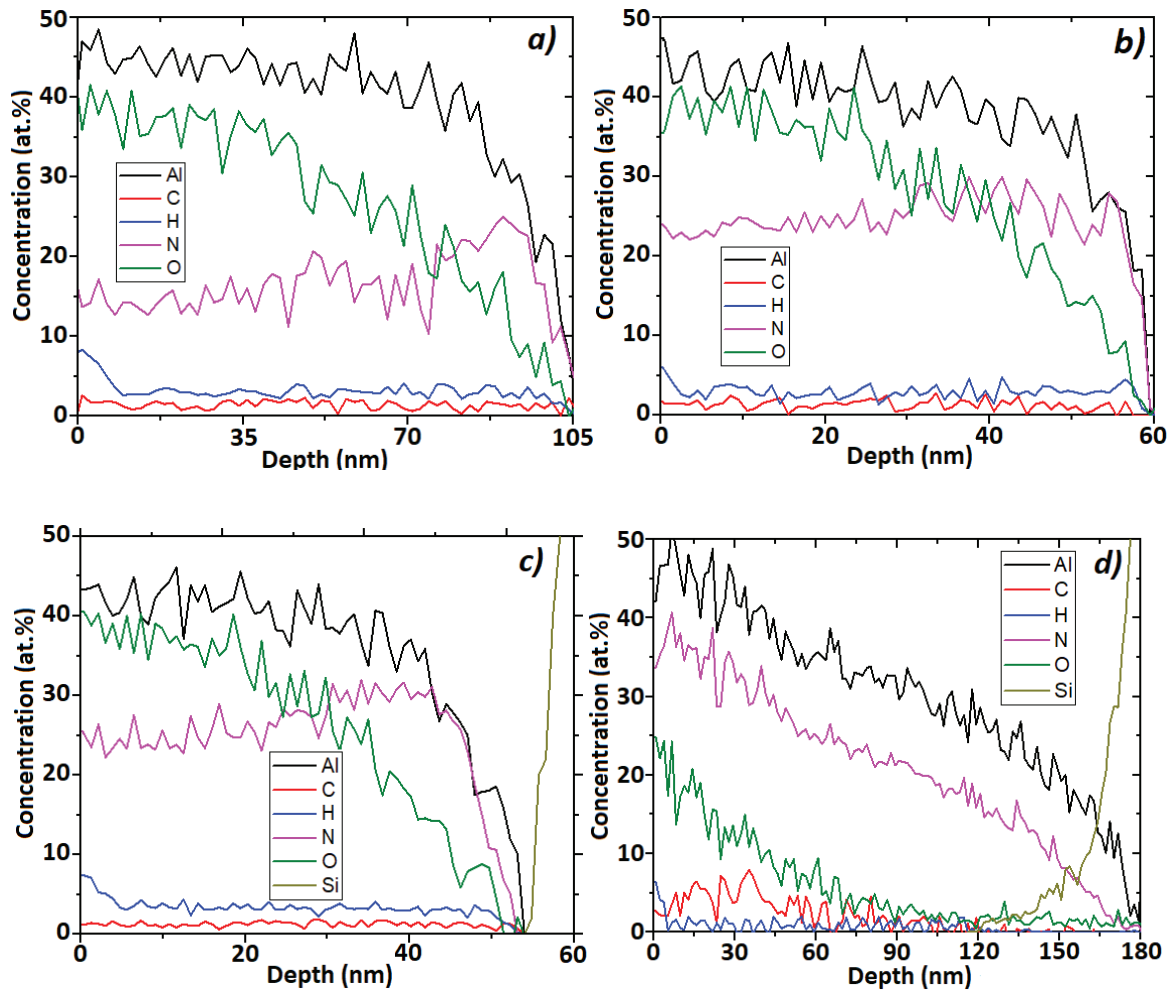 a)
50
40
30
20
10
0
Concentration (at.%)
Al
C
H
N
O
0 35 70 105
Depth (nm)
b)
50
40
30
20
10
0
Concentration (at.%)
Al
C
H
N
O
0 20 40 60
Depth (nm)
c)
50
40
30
20
10
0
Concentration (at.%)
Al
C
H
N
O
Si
0 20 40 60
Depth (nm)
d)
50
40
30
20
10
0
Concentration (at.%)
Al
C
H
N
O
Si
0 30 60 90 120 150 180
Depth (nm)